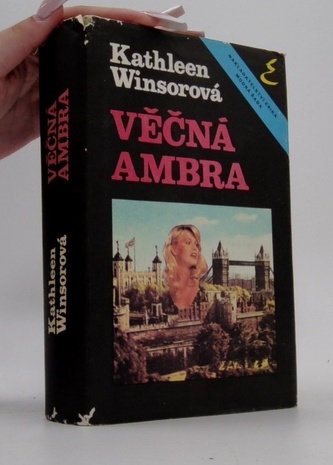 Kathleen
Winsorová
VĚČNÁ
AMBRA
VĚČNÁ
AMBRA
Kathleen
Winsorová